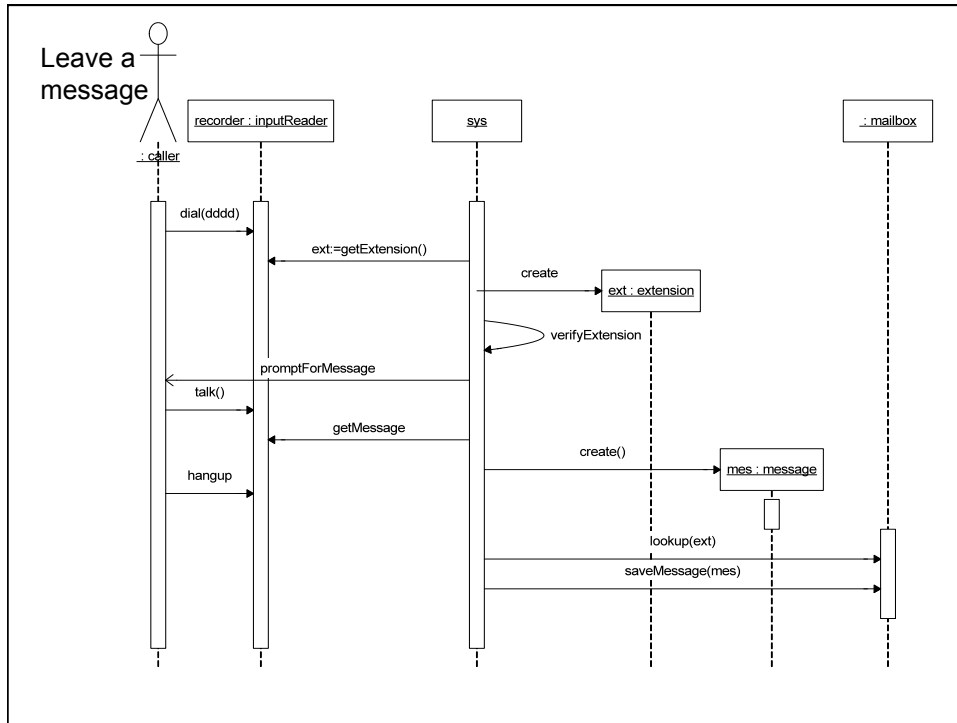 Leave a
message
: caller
recorder : inputReader
sys
: mailbox
dial(dddd)
ext:=getExtension()
create
ext : extension
verifyExtension
promptForMessage
talk()
getMessage
create()
mes : message
hangup
lookup(ext)
saveMessage(mes)